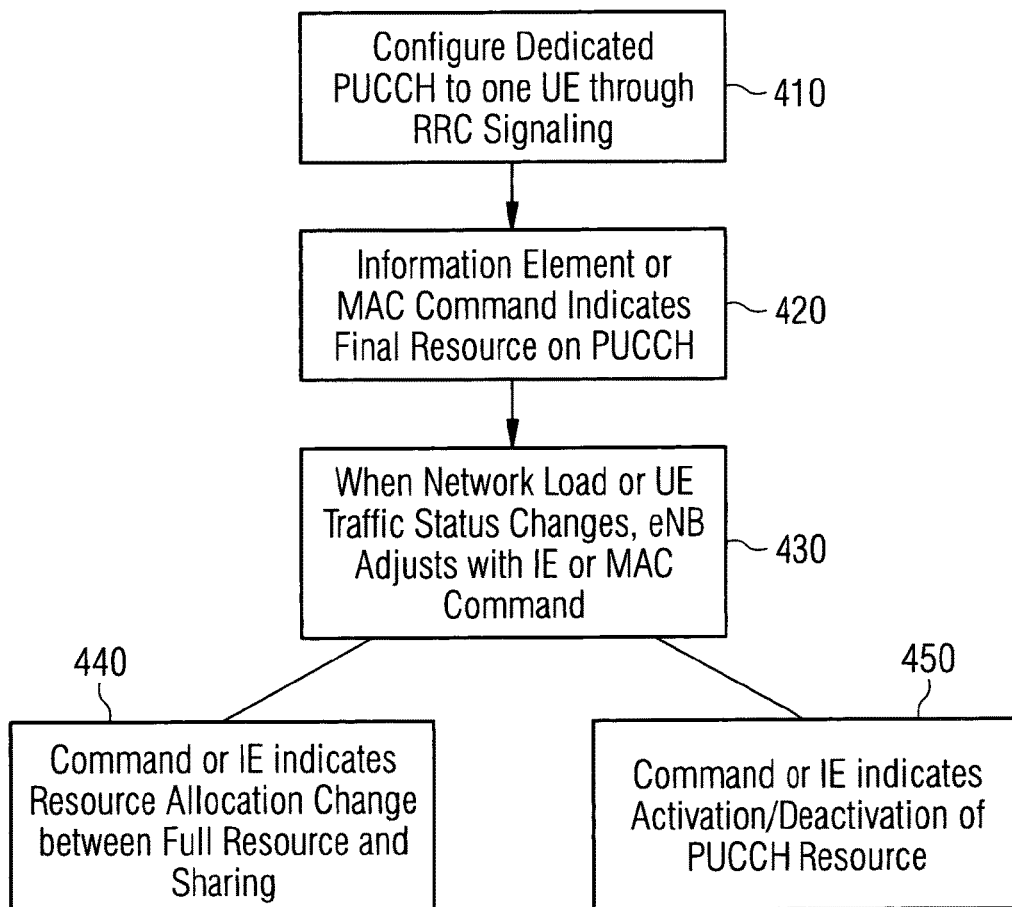 Configure Dedicated
PUCCH to one UE through
RRC Signaling
410
Information Element or
MAC Command Indicates
Final Resource on PUCCH
420
When Network Load or UE
Traffic Status Changes, eNB
Adjusts with IE or MAC
Command
430
440
Command or IE indicates
Resource Allocation Change
between Full Resource and
Sharing
450
Command or IE indicates
Activation/Deactivation of
PUCCH Resource